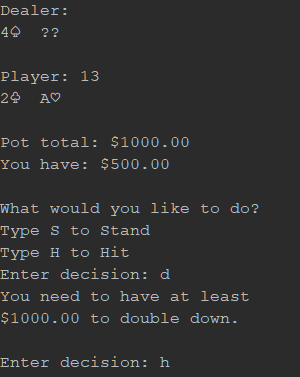 Dealer:
4♤  ??
Player: 13
2♤  A♡
Pot total: $1000.00
You have: $500.00
What would you like to do?
Type S to Stand
Type H to Hit
Enter decision: d
You need to have at least
$1000.00 to double down.
Enter decision: h